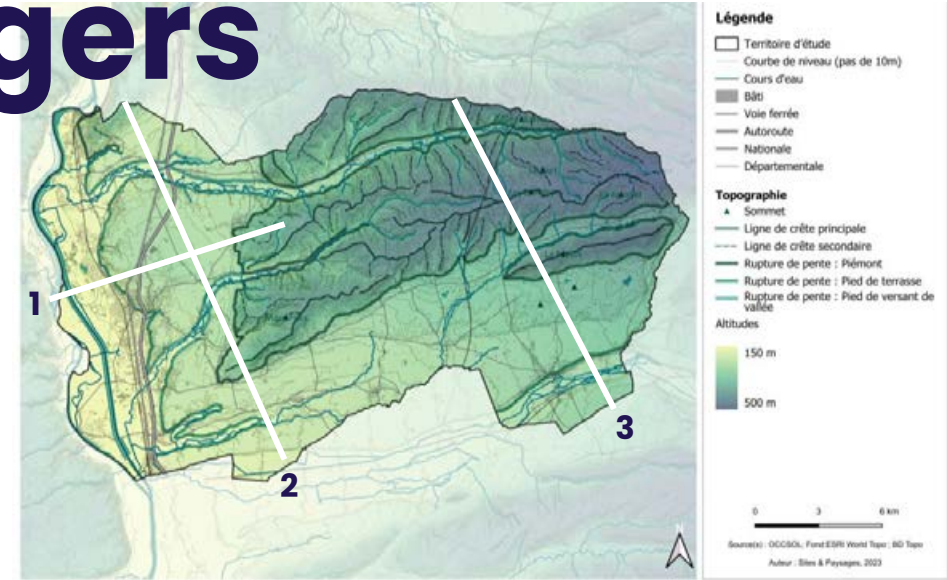 gers
1
2
3
Légende
Territoire d'étude
Courbe de niveau (pas de 10m)
Cours d'eau
Bâti
Voie ferrée
Autoroute
Nationale
Départementale
Topographie
Sommet
Ligne de crête principale
Ligne de crête secondaire
Rupture de pente : Piémont
Rupture de pente : Pied de terrasse
Rupture de pente : Pied de versant de
vallée
Altitudes
150 m
500 m
0 3 6 km
N
Source(s) : OCCSOL; Fond ESRI World Topo ; BD Topo
Auteur : Sites & Paysages, 2023